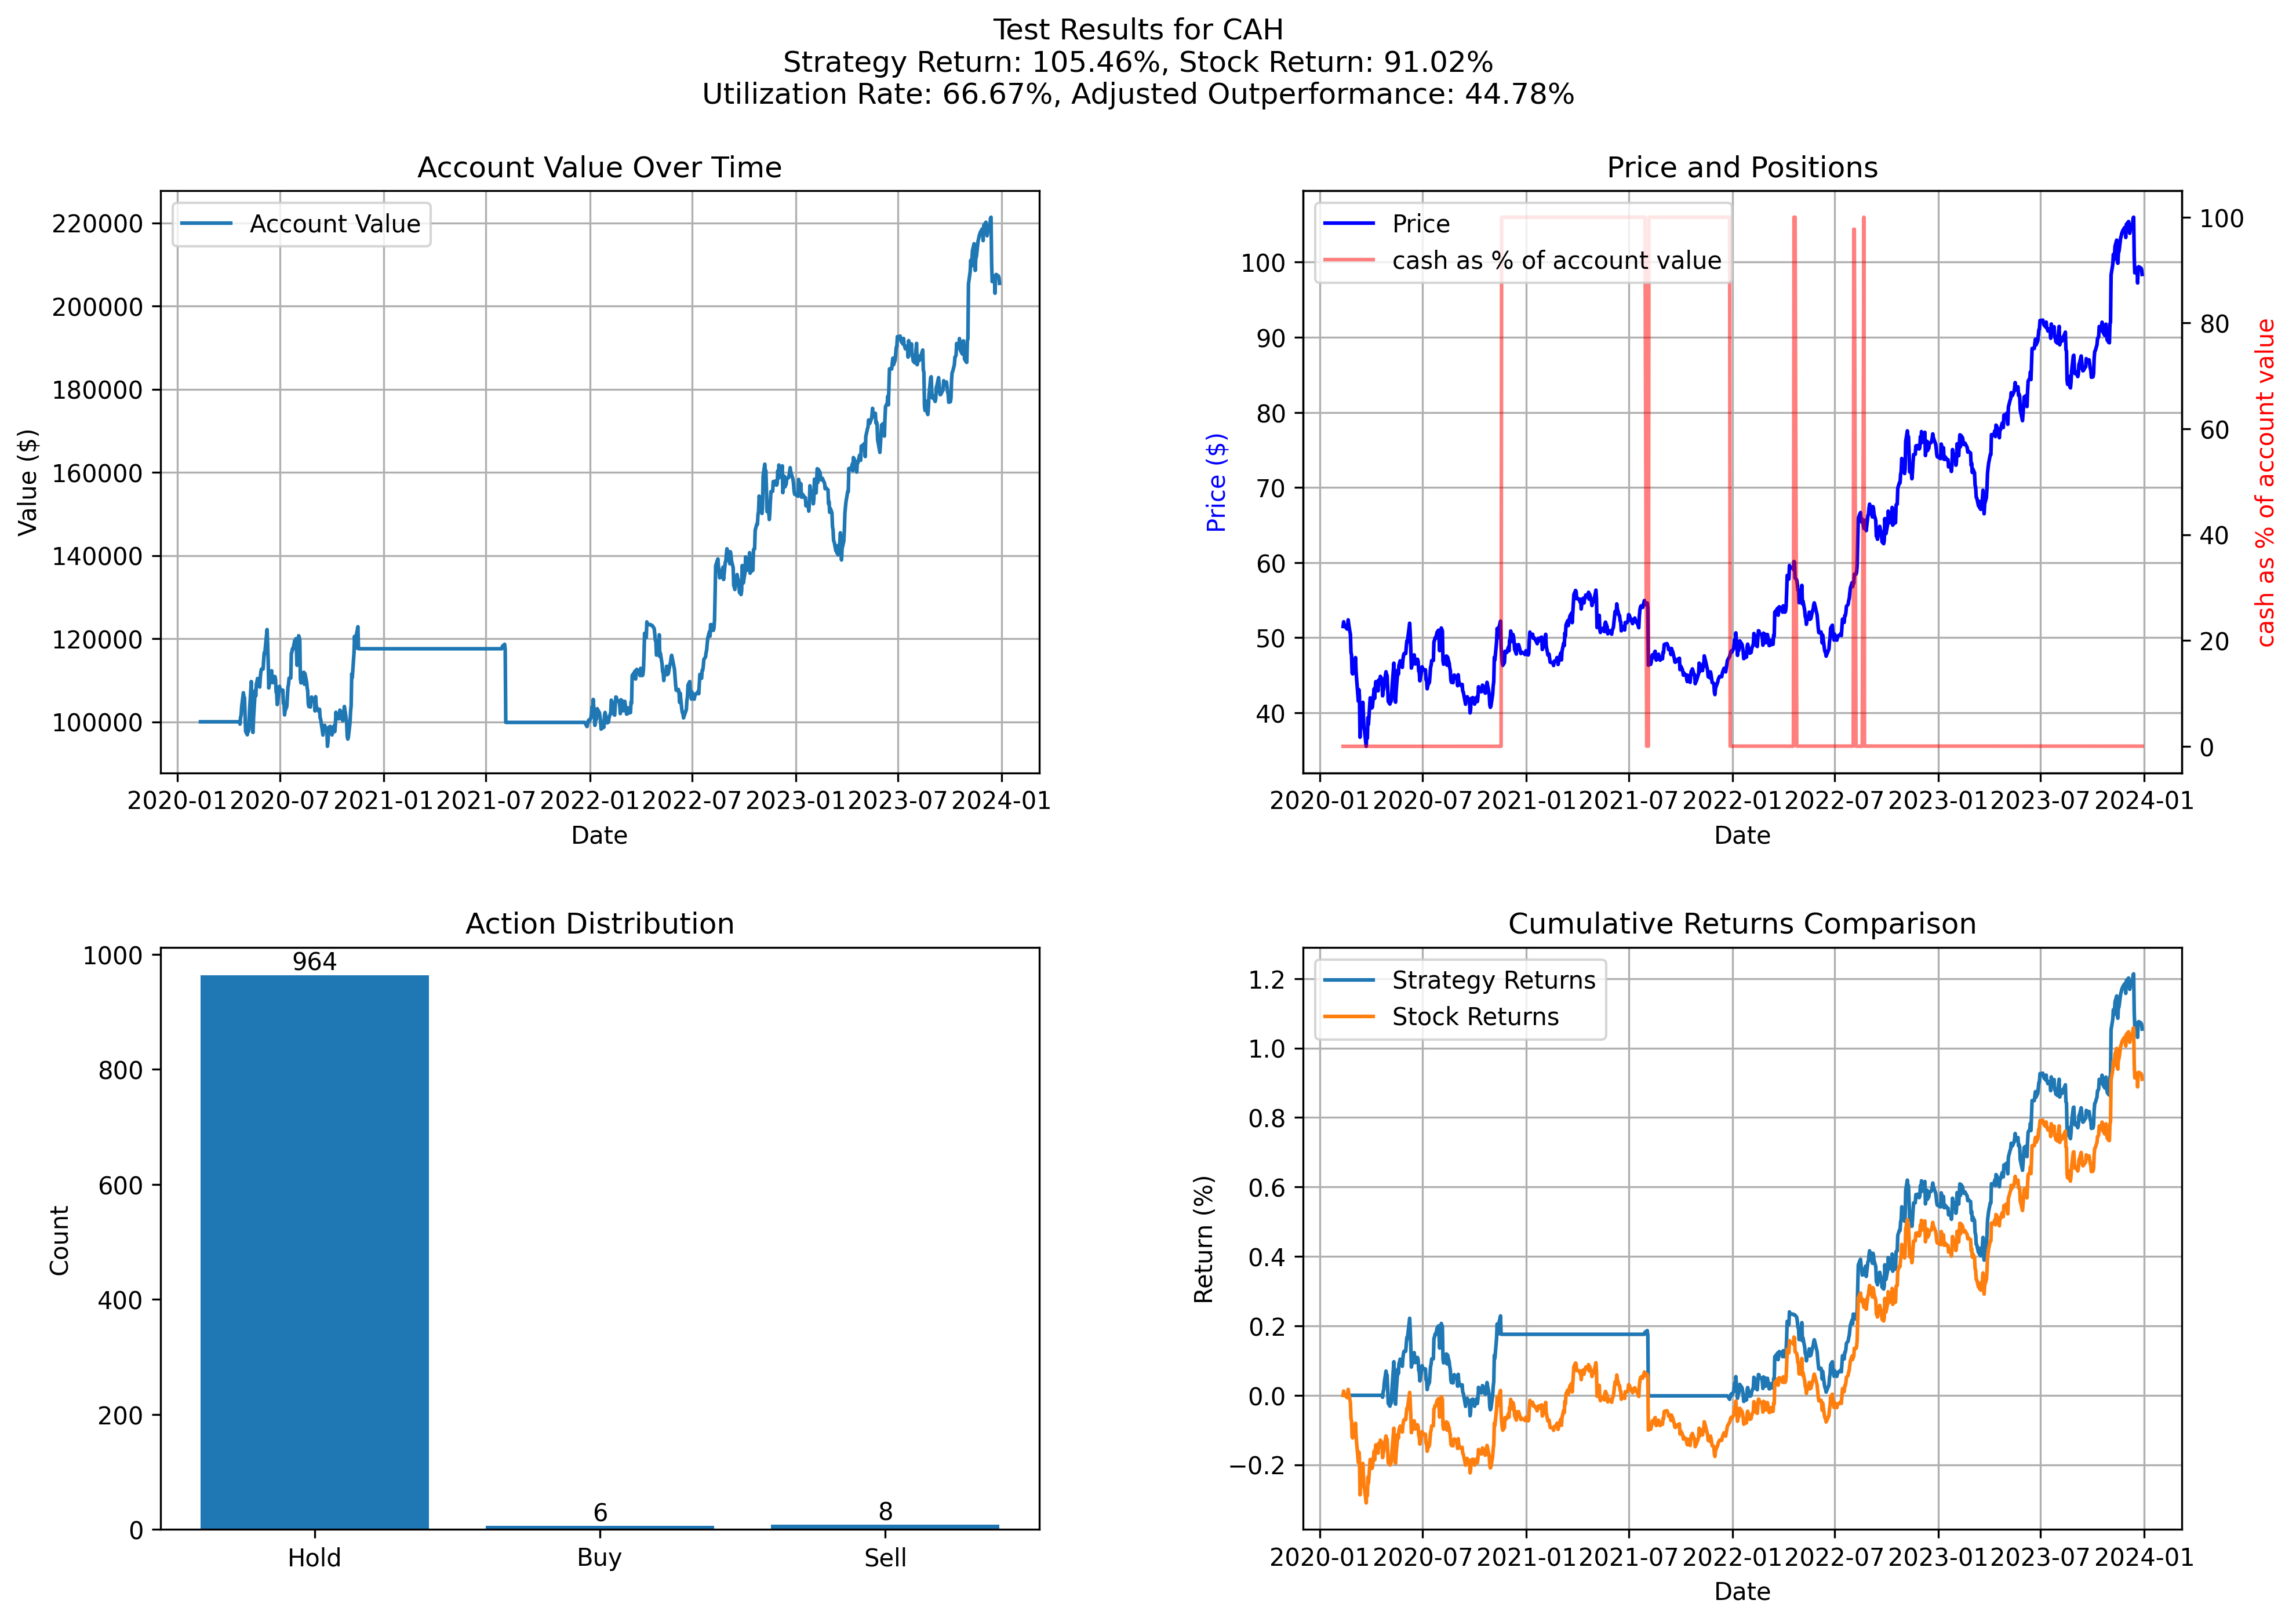 Test Results for CAH
Strategy Return: 105.46%, Stock Return: 91.02%
Utilization Rate: 66.67%, Adjusted Outperformance: 44.78%
Account Value Over Time
Account Value
220000
200000
180000
160000
140000
120000
100000
Value ($)
2020-01
2020-07
2021-01
2021-07
2022-01
2022-07
2023-01
2023-07
2024-01
Date
Price and Positions
Price
cash as % of account value
100
90
80
70
60
50
40
Price ($)
100
80
60
40
20
0
cash as % of account value
2020-01
2020-07
2021-01
2021-07
2022-01
2022-07
2023-01
2023-07
2024-01
Date
Action Distribution
1000
800
600
400
200
0
Count
964
6
8
Hold
Buy
Sell
Cumulative Returns Comparison
Strategy Returns
Stock Returns
1.2
1.0
0.8
0.6
0.4
0.2
0.0
−0.2
Return (%)
2020-01
2020-07
2021-01
2021-07
2022-01
2022-07
2023-01
2023-07
2024-01
Date